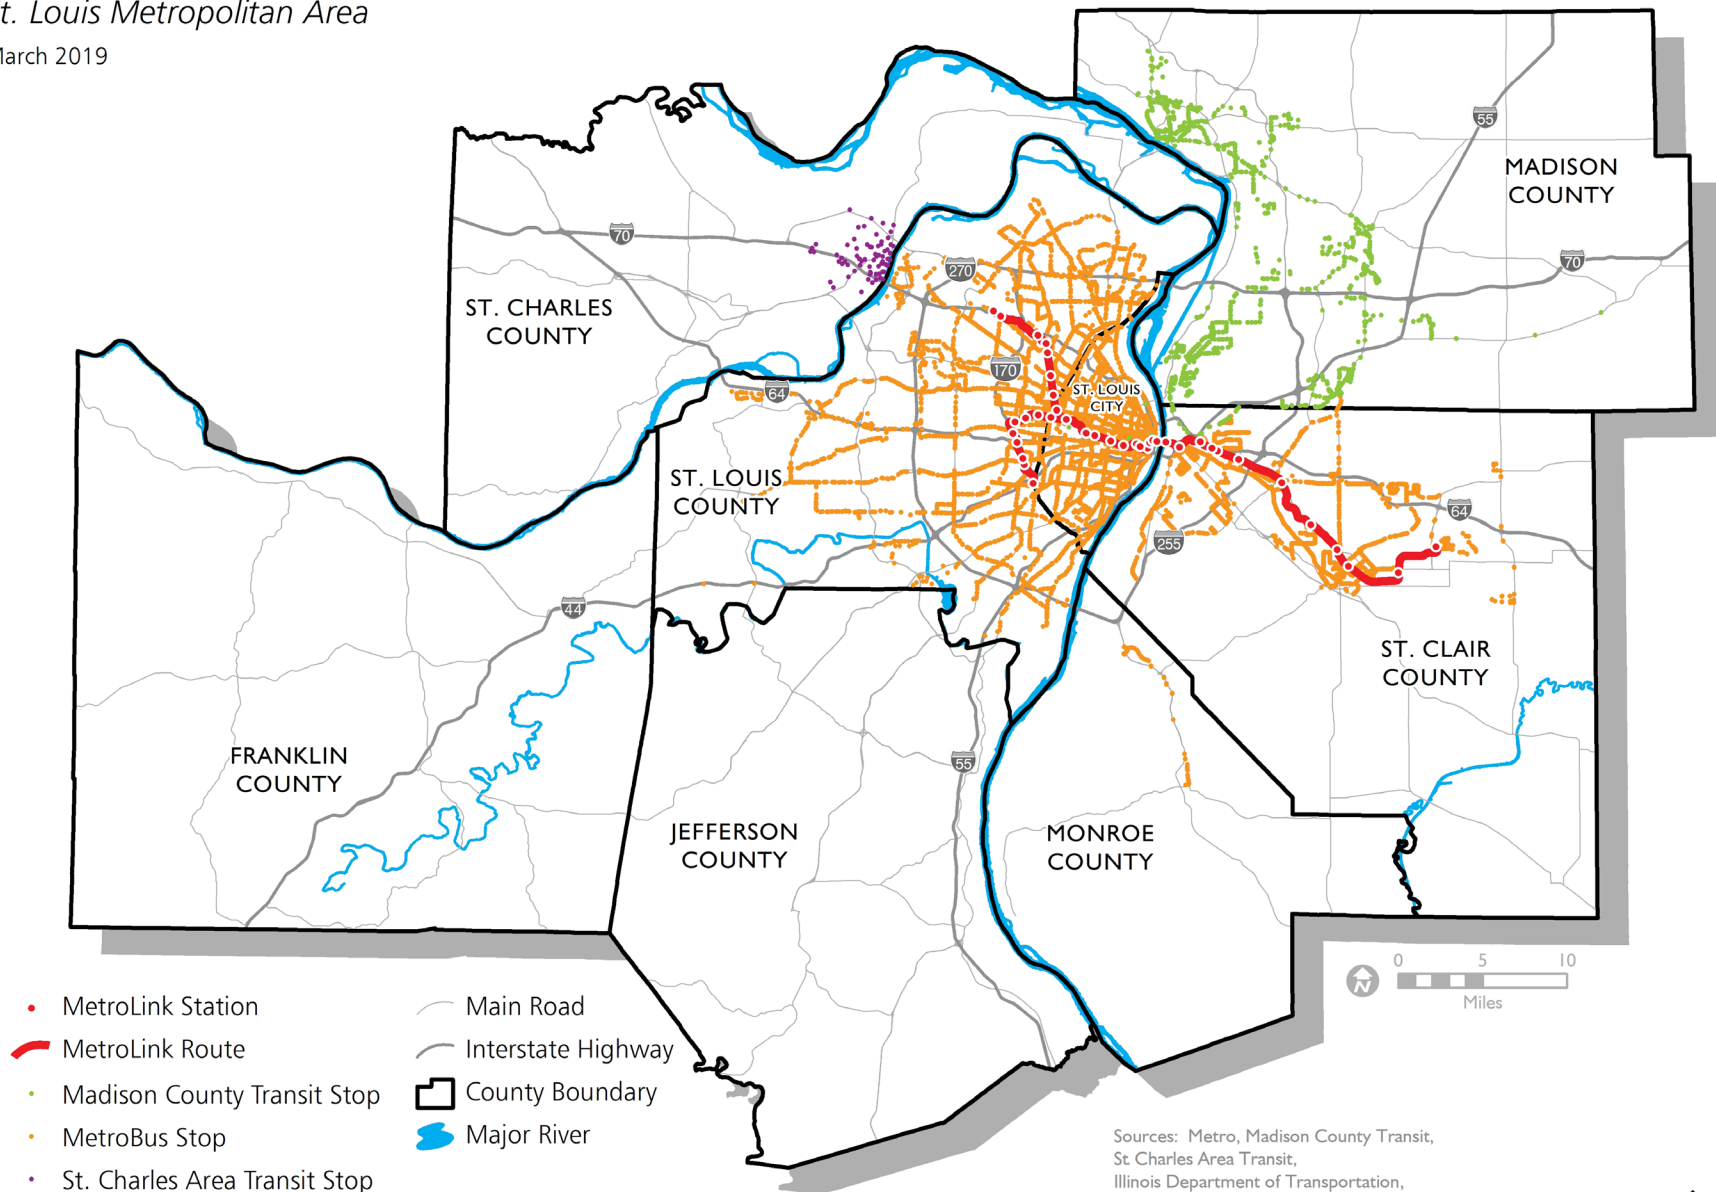 t. Louis Metropolitan Area
March 2019
55
MADISON
COUNTY
70
270
70
ST. CHARLES
COUNTY
170
64
ST. LOUIS
CITY
ST. LOUIS
COUNTY
64
255
44
ST. CLAIR
COUNTY
FRANKLIN
COUNTY
55
JEFFERSON
COUNTY
MONROE
COUNTY
0 5 10
N
Miles
MetroLink Station
MetroLink Route
Madison County Transit Stop
MetroBus Stop
St. Charles Area Transit Stop
Main Road
Interstate Highway
County Boundary
Major River
Sources: Metro, Madison County Transit,
St. Charles Area Transit,
Illinois Department of Transportation,